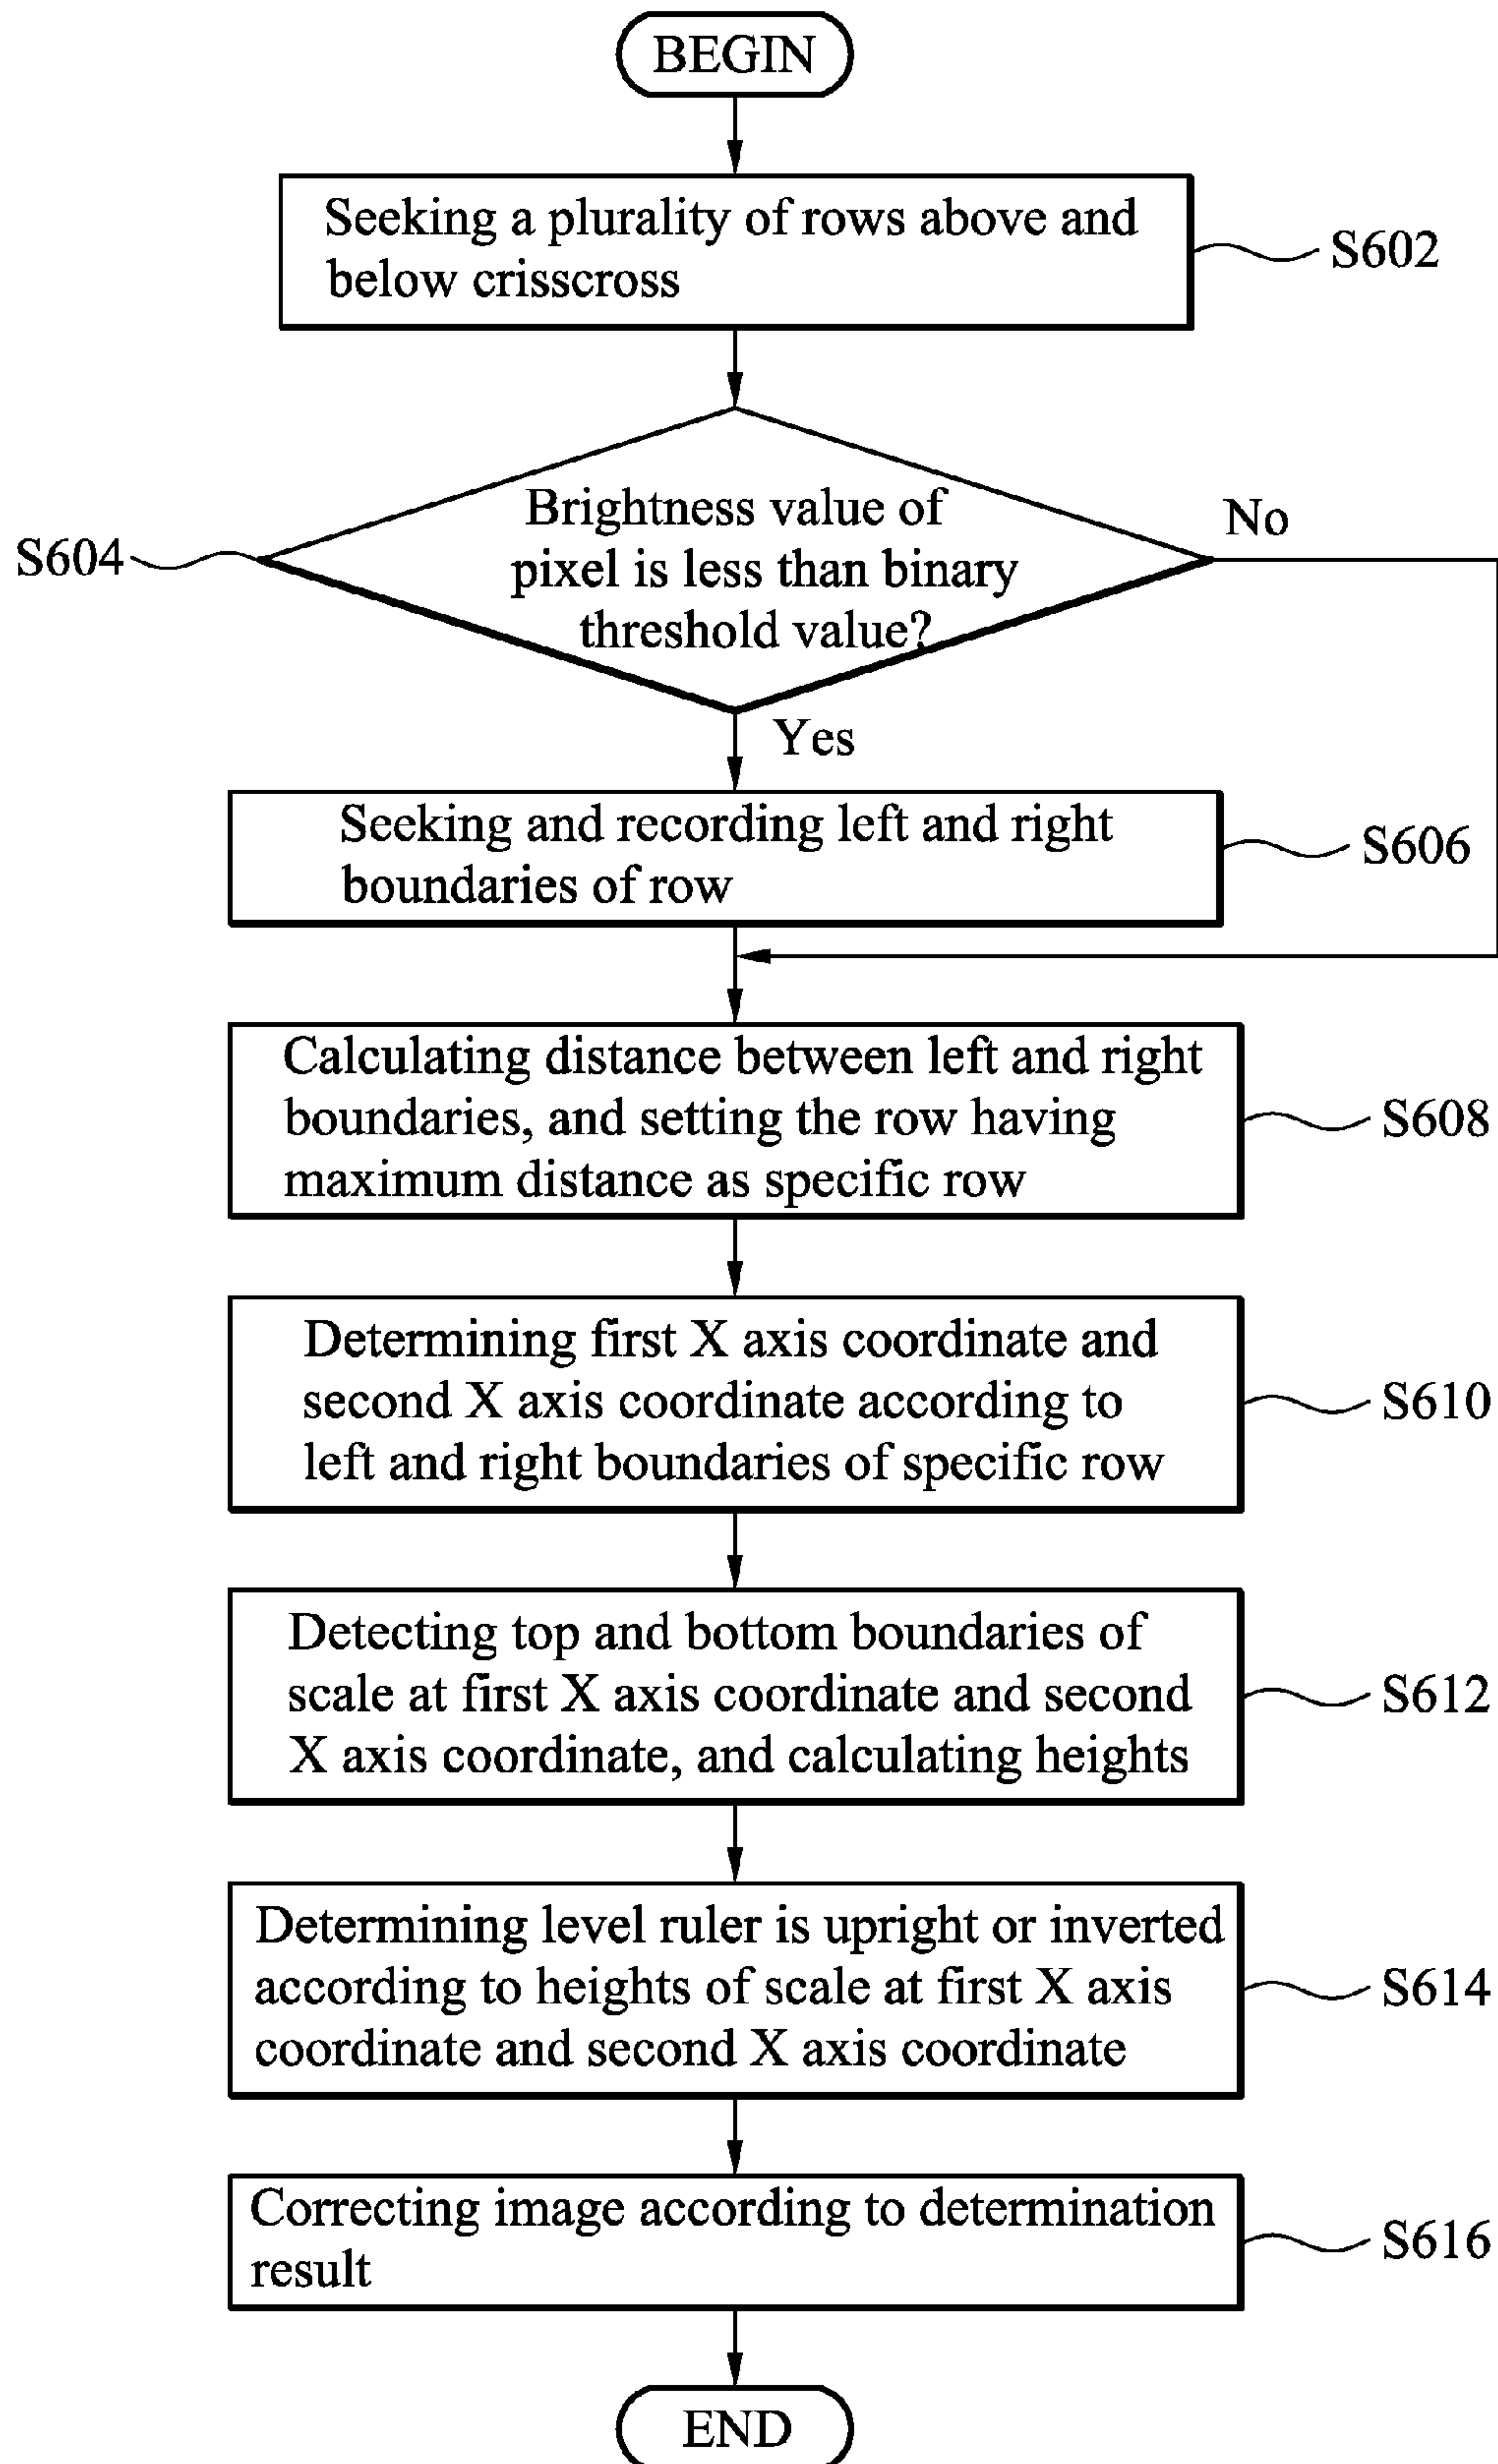 BEGIN
Seeking a plurality of rows above and
below crisscross
S602
Brightness value of
pixel is less than binary
threshold value?
S604
No
Yes
Seeking and recording left and right
boundaries of row
S606
Calculating distance between left and right
boundaries, and setting the row having
maximum distance as specific row
S608
Determining first X axis coordinate and
second X axis coordinate according to
left and right boundaries of specific row
S610
Detecting top and bottom boundaries of
scale at first X axis coordinate and second
X axis coordinate, and calculating heights
S612
Determining level ruler is upright or inverted
according to heights of scale at first X axis
coordinate and second X axis coordinate
S614
Correcting image according to determination
result
S616
END